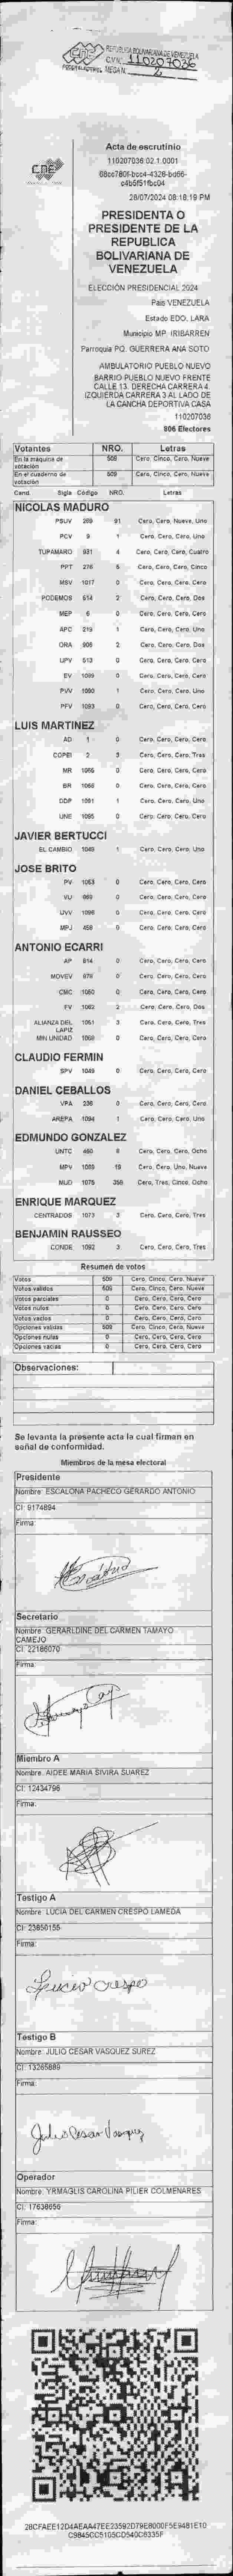 REPÚBLICA BOLIVARIANA DE VENEZUELA
C.V.N°: 110207036
PODER ELECTORAL MESA N. 2
CNE
Acta de escrutinio
110207036.02.1.0001
28/07/2024 08:18:19 PM
PRESIDENTA O
PRESIDENTE DE LA
REPUBLICA
BOLIVARIANA DE
VENEZUELA
ELECCIÓN PRESIDENCIAL 2024
País VENEZUELA
Estado EDO. LARA
Municipio MP. IRIBARREN
Parroquia PQ. GUERRERA ANA SOTO
AMBULATORIO PUEBLO NUEVO
BARRIO PUEBLO NUEVO FRENTE
CALLE 13. DERECHA CARRERA 4.
IZQUIERDA CARRERA 3 AL LADO DE
LA CANCHA DEPORTIVA CASA
110207036
806 Electores
Votantes NRO. Letras
En la máquina de votación 509 Cero, Cinco, Cero, Nueve
En el cuaderno de votación 509 Cero, Cinco, Cero, Nueve
Cand. Sigla Código NRO. Letras
NICOLAS MADURO
PSUV 269 91 Cero, Cero, Nueve, Uno
PCV 9 1 Cero, Cero, Cero, Uno
TUPAMARO 931 4 Cero, Cero, Cero, Cuatro
PPT 276 5 Cero, Cero, Cero, Cinco
MSV 1017 0 Cero, Cero, Cero, Cero
PODEMOS 514 2 Cero, Cero, Cero, Dos
MEP 6 0 Cero, Cero, Cero, Cero
APC 219 1 Cero, Cero, Cero, Uno
ORA 906 2 Cero, Cero, Cero, Dos
UPV 513 0 Cero, Cero, Cero, Cero
EV 1099 0 Cero, Cero, Cero, Cero
PVV 1090 1 Cero, Cero, Cero, Uno
PFV 1093 0 Cero, Cero, Cero, Cero
LUIS MARTINEZ
AD 1 0 Cero, Cero, Cero, Cero
COPEI 3 3 Cero, Cero, Cero, Tres
MR 1055 0 Cero, Cero, Cero, Cero
BR 1056 0 Cero, Cero, Cero, Cero
DDP 1091 1 Cero, Cero, Cero, Uno
UNE 1095 0 Cero, Cero, Cero, Cero
JAVIER BERTUCCI
EL CAMBIO 1049 1 Cero, Cero, Cero, Uno
JOSE BRITO
PV 1053 0 Cero, Cero, Cero, Cero
VU 969 0 Cero, Cero, Cero, Cero
UVV 1096 0 Cero, Cero, Cero, Cero
MPJ 458 0 Cero, Cero, Cero, Cero
ANTONIO ECARRI
AP 814 0 Cero, Cero, Cero, Cero
MOVEV 979 0 Cero, Cero, Cero, Cero
CMC 1060 0 Cero, Cero, Cero, Cero
FV 1062 2 Cero, Cero, Cero, Dos
ALIANZA DEL LAPIZ 1061 3 Cero, Cero, Cero, Tres
MIN UNIDAD 1098 0 Cero, Cero, Cero, Cero
CLAUDIO FERMIN
SPV 1049 0 Cero, Cero, Cero, Cero
DANIEL CEBALLOS
VPA 236 0 Cero, Cero, Cero, Cero
AREPA 1094 1 Cero, Cero, Cero, Uno
EDMUNDO GONZALEZ
UNTC 460 8 Cero, Cero, Cero, Ocho
MPV 1069 19 Cero, Cero, Uno, Nueve
MUD 1075 358 Cero, Tres, Cinco, Ocho
ENRIQUE MARQUEZ
CENTRADOS 1073 3 Cero, Cero, Cero, Tres
BENJAMIN RAUSSEO
CONDE 1092 3 Cero, Cero, Cero, Tres
Resumen de votos
Votos 509 Cero, Cinco, Cero, Nueve
Votos validos 509 Cero, Cinco, Cero, Nueve
Votos parciales 0 Cero, Cero, Cero, Cero
Votos nulos 0 Cero, Cero, Cero, Cero
Votos vacios 0 Cero, Cero, Cero, Cero
Opciones validas 509 Cero, Cinco, Cero, Nueve
Opciones nulas 0 Cero, Cero, Cero, Cero
Opciones vacias 0 Cero, Cero, Cero, Cero
Observaciones:
Se levanta la presente acta la cual firman en
señal de conformidad.
Miembros de la mesa electoral
Presidente
Nombre: ESCALONA PACHECO GERARDO ANTONIO
CI: 9174894
Firma:
Secretario
Nombre: GERARLDINE DEL CARMEN TAMAYO
CAMEJO
CI: 22186070
Firma:
Miembro A
Nombre: AIDEE MARIA SIVIRA SUAREZ
CI: 12434796
Firma:
Testigo A
Nombre: LUCIA DEL CARMEN CRESPO LAMEDA
CI: 23850155
Firma:
Lucia Crespo
Testigo B
Nombre: JULIO CESAR VASQUEZ SUREZ
CI: 13265889
Firma:
Julio Cesar Vasquez
Operador
Nombre: YRMAGLIS CAROLINA PILIER COLMENARES
CI: 17638656
Firma:
28CFAEE12D4AEAA47EE23592D79E8000F5E9481E10
C9845CC5105CD540C6335F